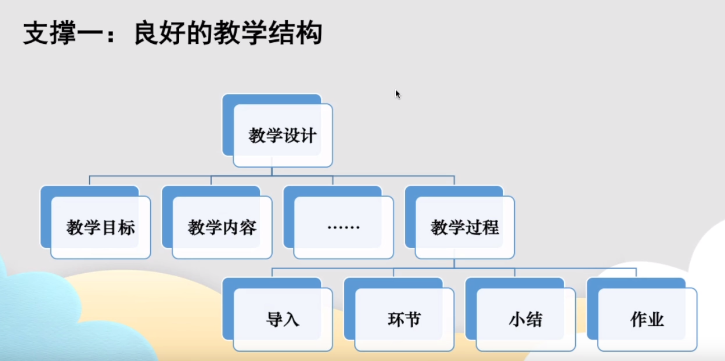 支撑一：良好的教学结构
教学设计
教学目标
教学内容
……
教学过程
导入
环节
小结
作业